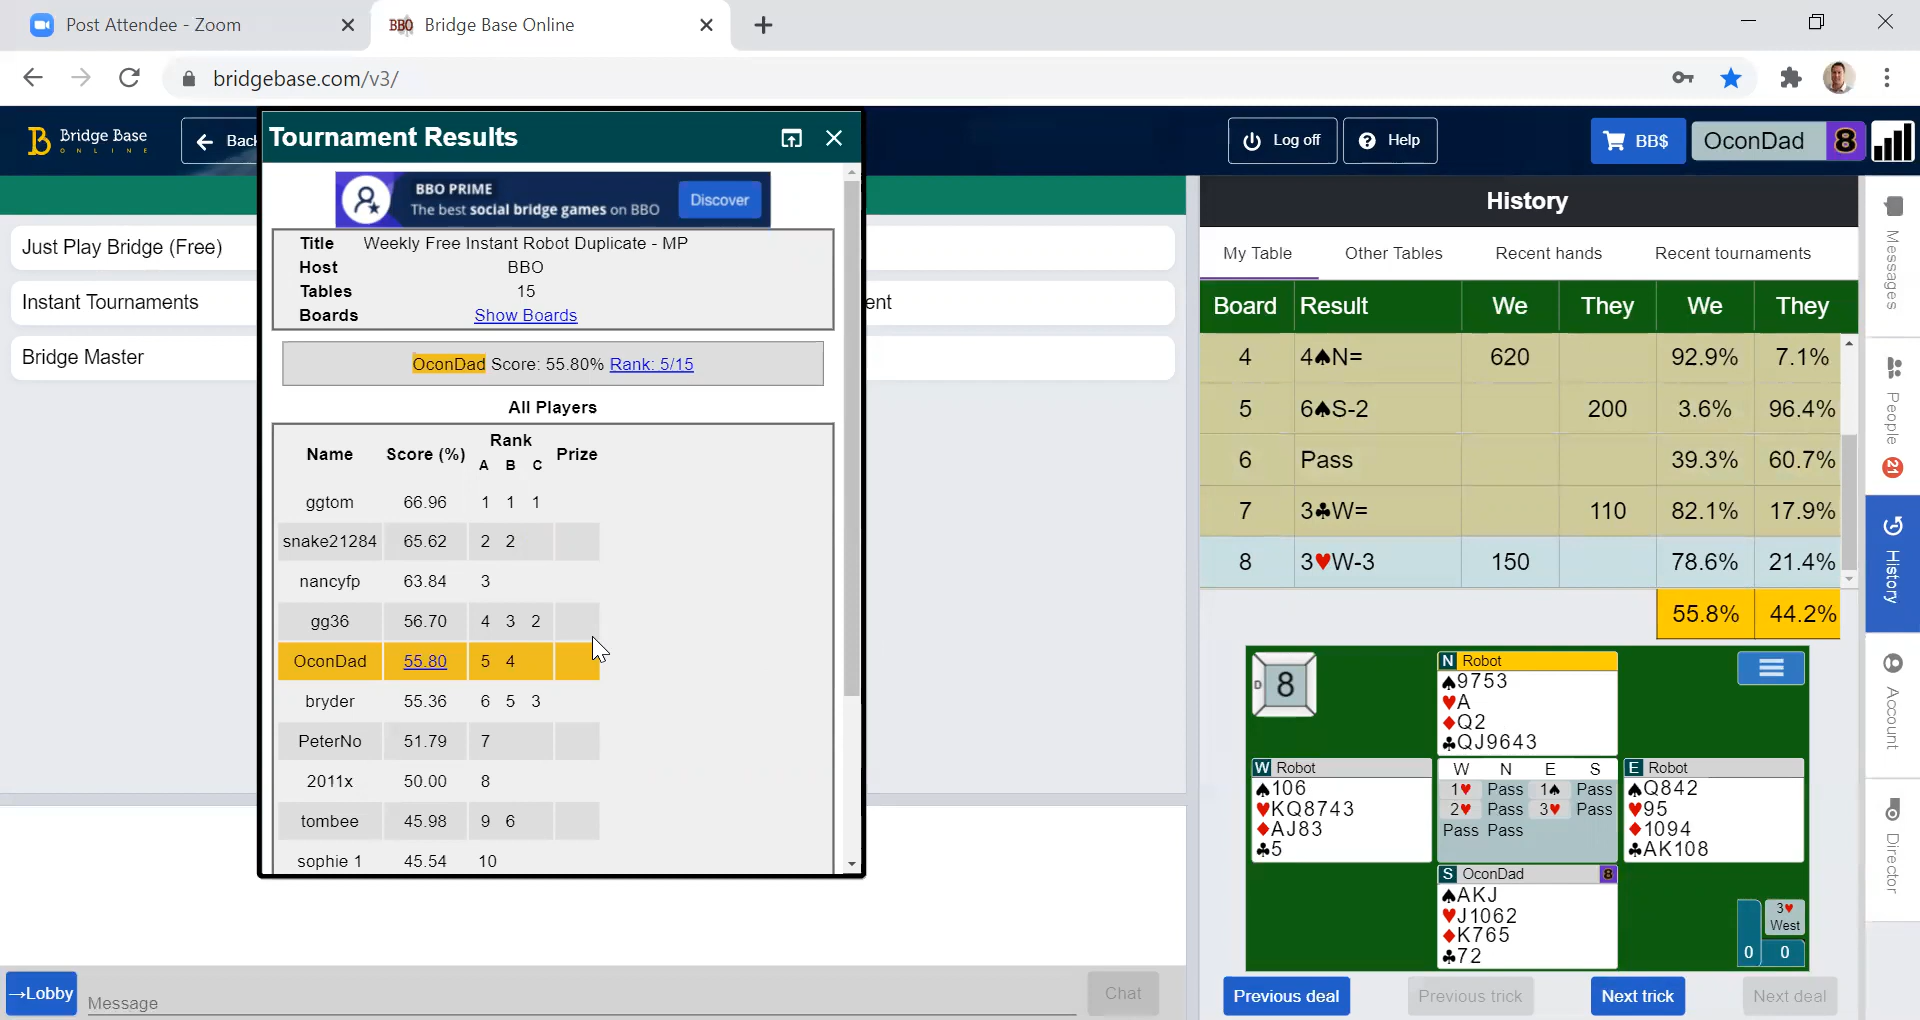 Post Attendee - Zoom
BBO Bridge Base Online
bridgebase.com/v3/
Bridge Base
ONLINE
Back
Tournament Results
Log off
Help
BB$
OconDad 8
BBO PRIME
The best social bridge games on BBO
Discover
Title Weekly Free Instant Robot Duplicate - MP
Host BBO
Tables 15
Boards Show Boards
OconDad Score: 55.80% Rank: 5/15
All Players
Name Score (%) Rank Prize
A B C
ggtom 66.96 1 1 1
snake21284 65.62 2 2
nancyfp 63.84 3
gg36 56.70 4 3 2
OconDad 55.80 5 4
bryder 55.36 6 5 3
PeterNo 51.79 7
2011x 50.00 8
tombee 45.98 9 6
sophie 1 45.54 10
Just Play Bridge (Free)
Instant Tournaments
ent
Bridge Master
→Lobby
Message
Chat
History
My Table Other Tables Recent hands Recent tournaments
Board Result We They We They
4 4♠N= 620 92.9% 7.1%
5 6♠S-2 200 3.6% 96.4%
6 Pass 39.3% 60.7%
7 3♣W= 110 82.1% 17.9%
8 3♥W-3 150 78.6% 21.4%
55.8% 44.2%
D 8
N Robot
♠9753
♥A
♦Q2
♣QJ9643
W Robot
♠106
♥KQ8743
♦AJ83
♣5
W N E S
1♥ Pass 1♠ Pass
2♥ Pass 3♥ Pass
Pass Pass
E Robot
♠Q842
♥95
♦1094
♣AK108
S OconDad 8
♠AKJ
♥J1062
♦K765
♣72
3♥
West
0 0
Previous deal
Previous trick
Next trick
Next deal
Messages
People
21
History
Account
Director